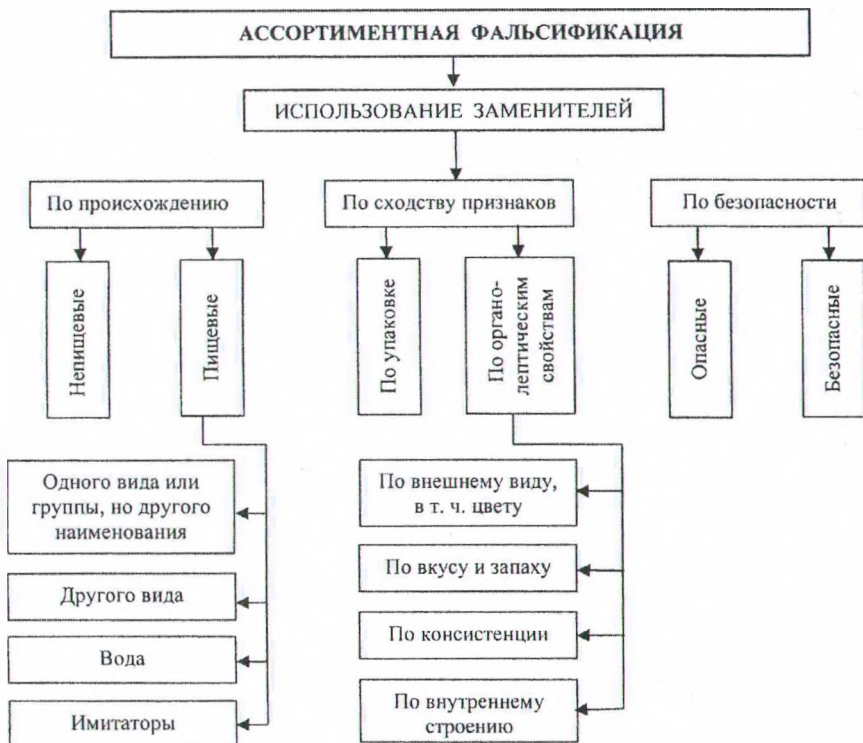 АССОРТИМЕНТНАЯ ФАЛЬСИФИКАЦИЯ
ИСПОЛЬЗОВАНИЕ ЗАМЕНИТЕЛЕЙ
По происхождению
По сходству признаков
По безопасности
Непищевые
Пищевые
По упаковке
По органо-
лептическим
свойствам
Опасные
Безопасные
Одного вида или
группы, но другого
наименования
Другого вида
Вода
Имитаторы
По внешнему виду,
в т. ч. цвету
По вкусу и запаху
По консистенции
По внутреннему
строению